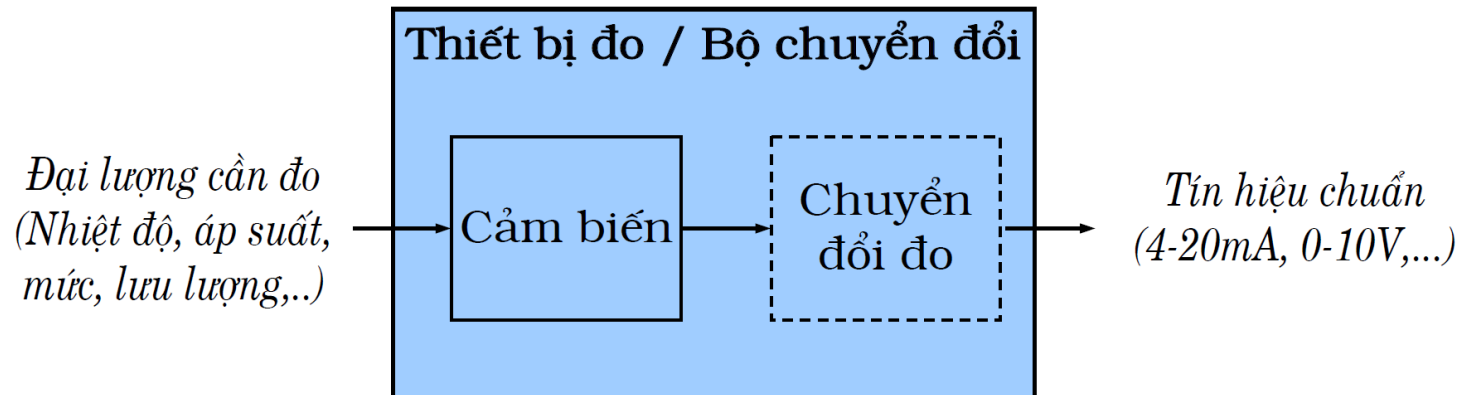 Thiết bị đo / Bộ chuyển đổi
Đại lượng cần đo
(Nhiệt độ, áp suất,
mức, lưu lượng,..)
Cảm biến
Chuyển
đổi đo
Tín hiệu chuẩn
(4-20mA, 0-10V,...)